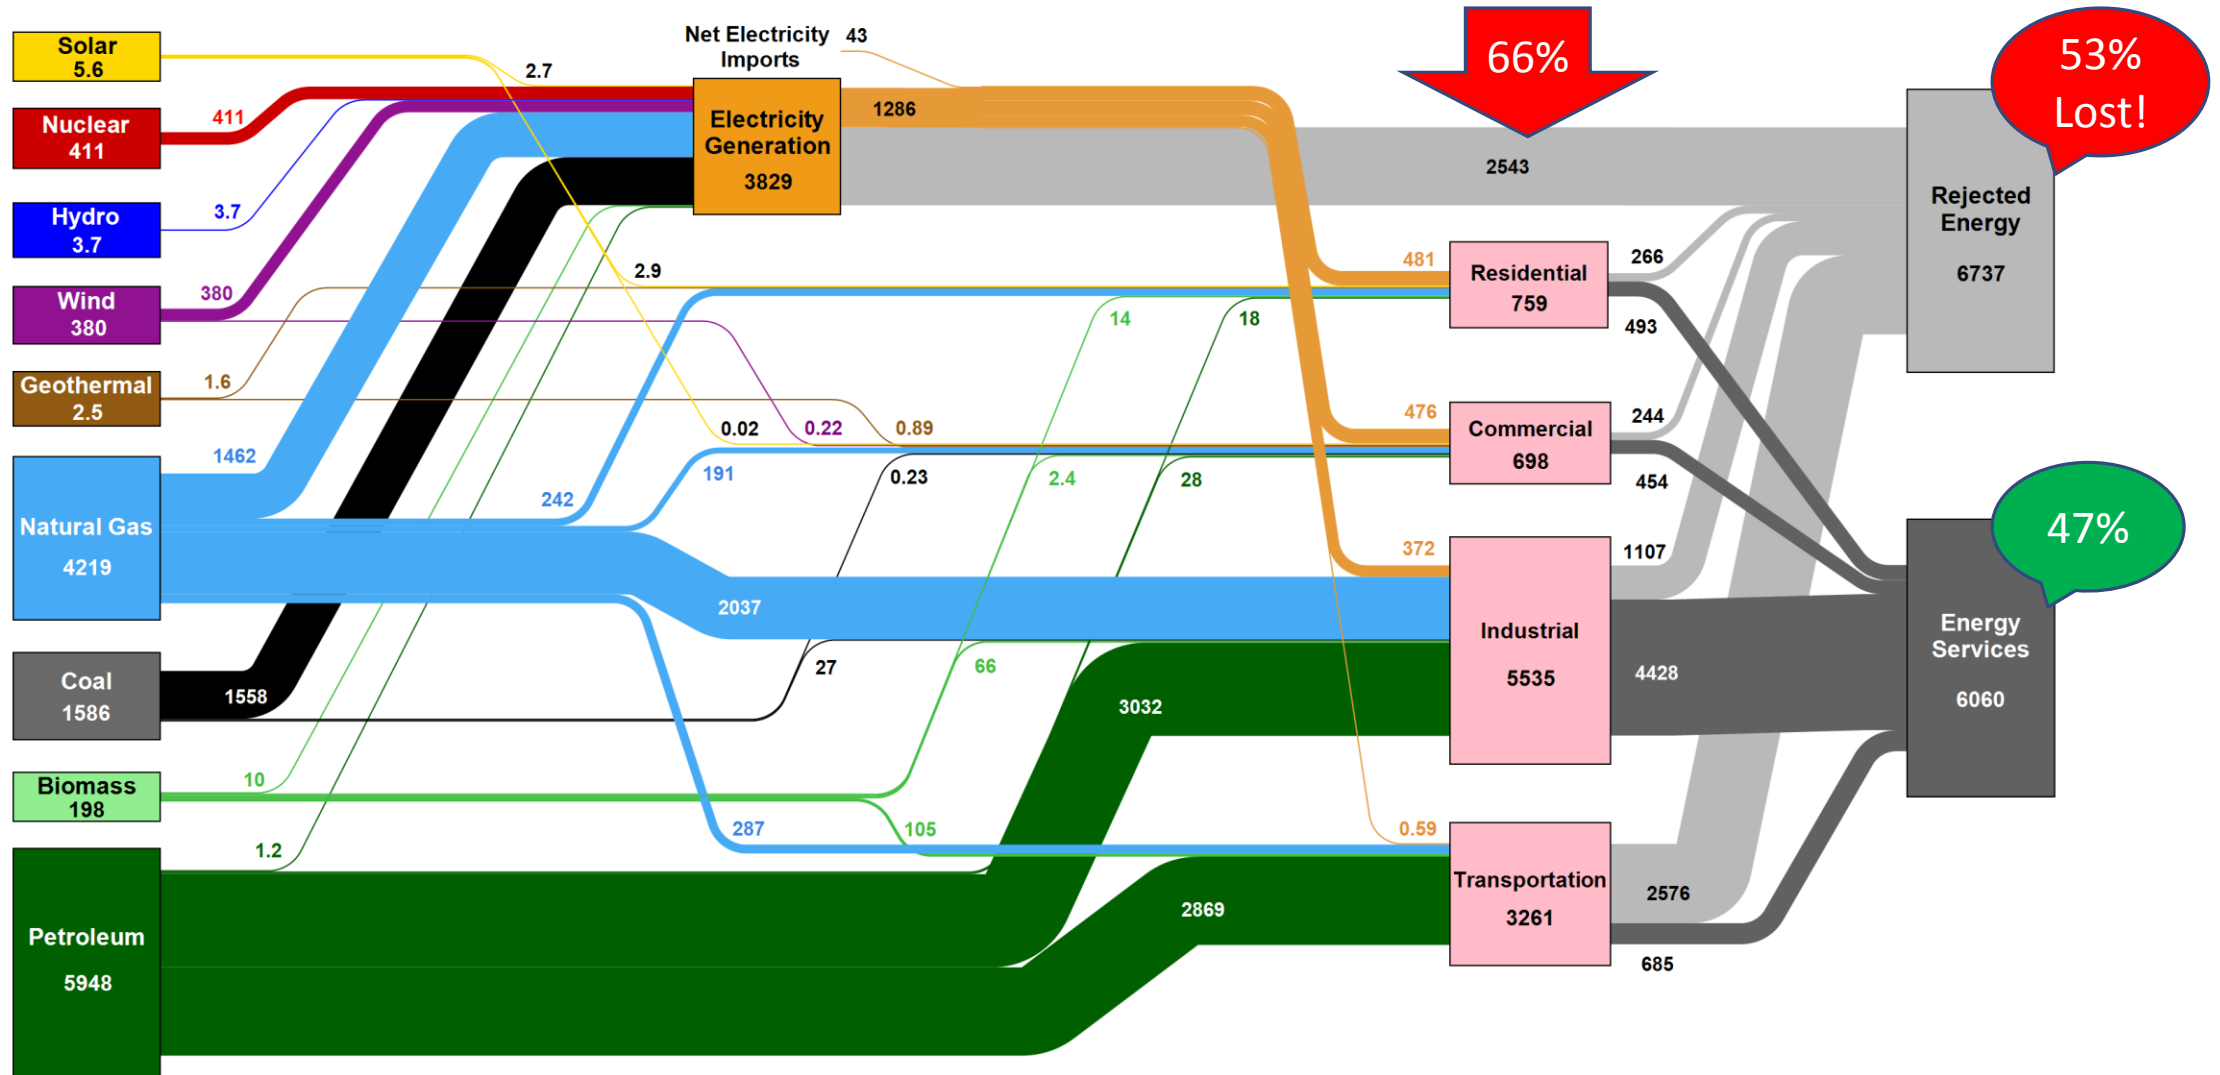 Solar
5.6
Nuclear
411
Hydro
3.7
Wind
380
Geothermal
2.5
Natural Gas
4219
Coal
1586
Biomass
198
Petroleum
5948
411
3.7
380
1.6
1462
1558
10
1.2
2.7
2.9
242
0.02
191
0.22
0.89
0.23
2037
27
287
105
66
2.4
14
18
28
3032
2869
Net Electricity
Imports
43
Electricity
Generation
3829
1286
66%
2543
481
476
372
0.59
Residential
759
Commercial
698
Industrial
5535
Transportation
3261
266
493
244
454
1107
4428
2576
685
53%
Lost!
Rejected
Energy
6737
47%
Energy
Services
6060